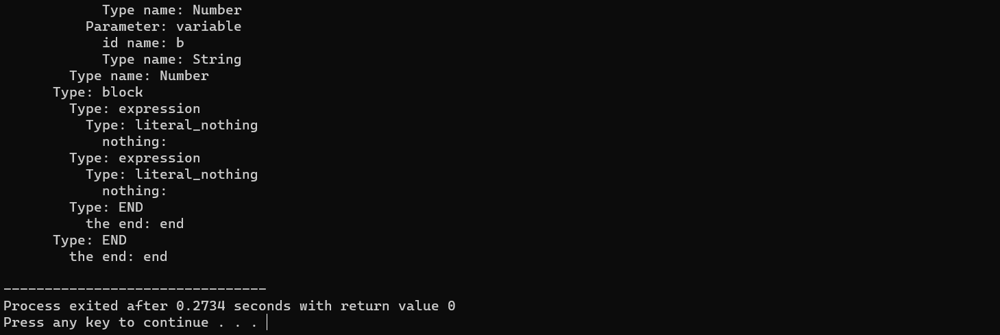 Type name: Number
Parameter: variable
id name: b
Type name: String
Type name: Number
Type: block
Type: expression
Type: literal_nothing
nothing:
Type: expression
Type: literal_nothing
nothing:
Type: END
the end: end
Type: END
the end: end
--------------------------------
Process exited after 0.2734 seconds with return value 0
Press any key to continue . . .